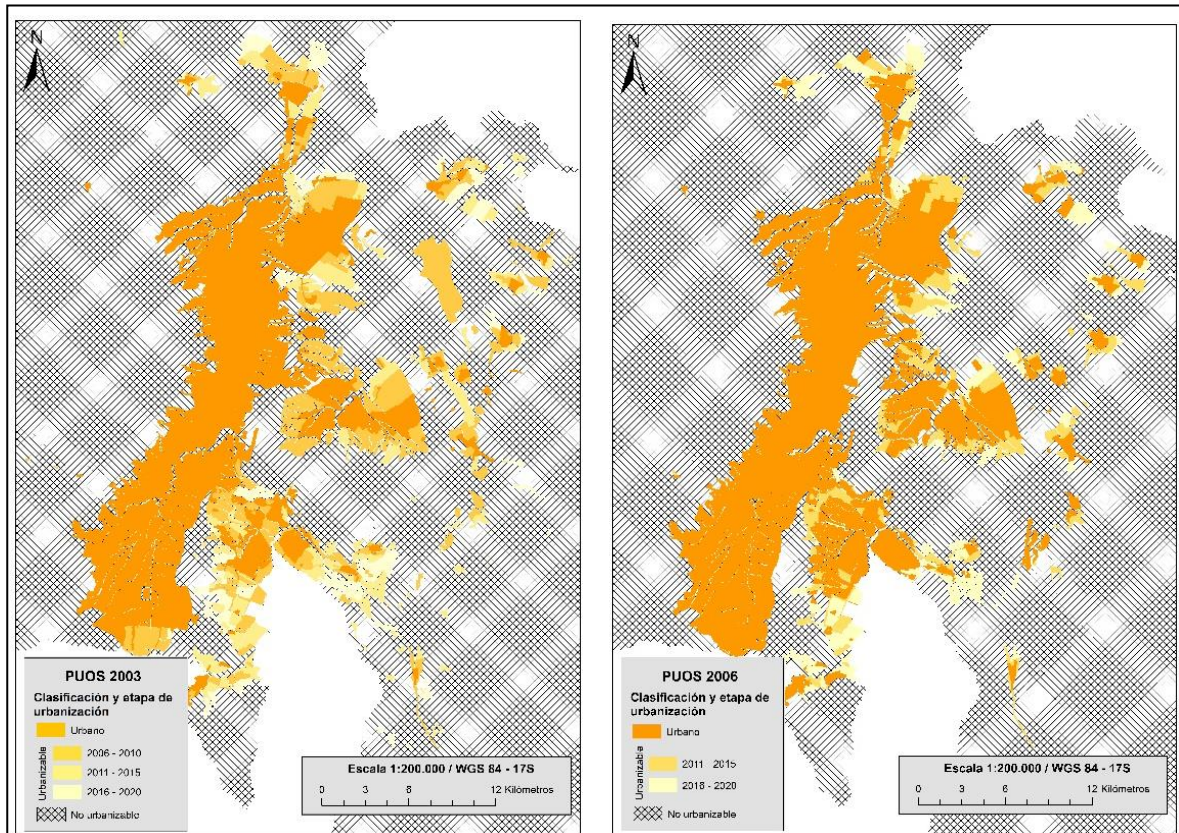 N
PUOS 2003
Clasificación y etapa de
urbanización
Urbano
Urbanizable
2006 - 2010
2011 - 2015
2016 - 2020
No urbanizable
Escala 1:200.000 / WGS 84 - 17S
0 3 6 12 Kilómetros
N
PUOS 2006
Clasificación y etapa de
urbanización
Urbano
Urbanizable
2011 - 2015
2016 - 2020
No urbanizable
Escala 1:200.000 / WGS 84 - 17S
0 3 6 12 Kilómetros